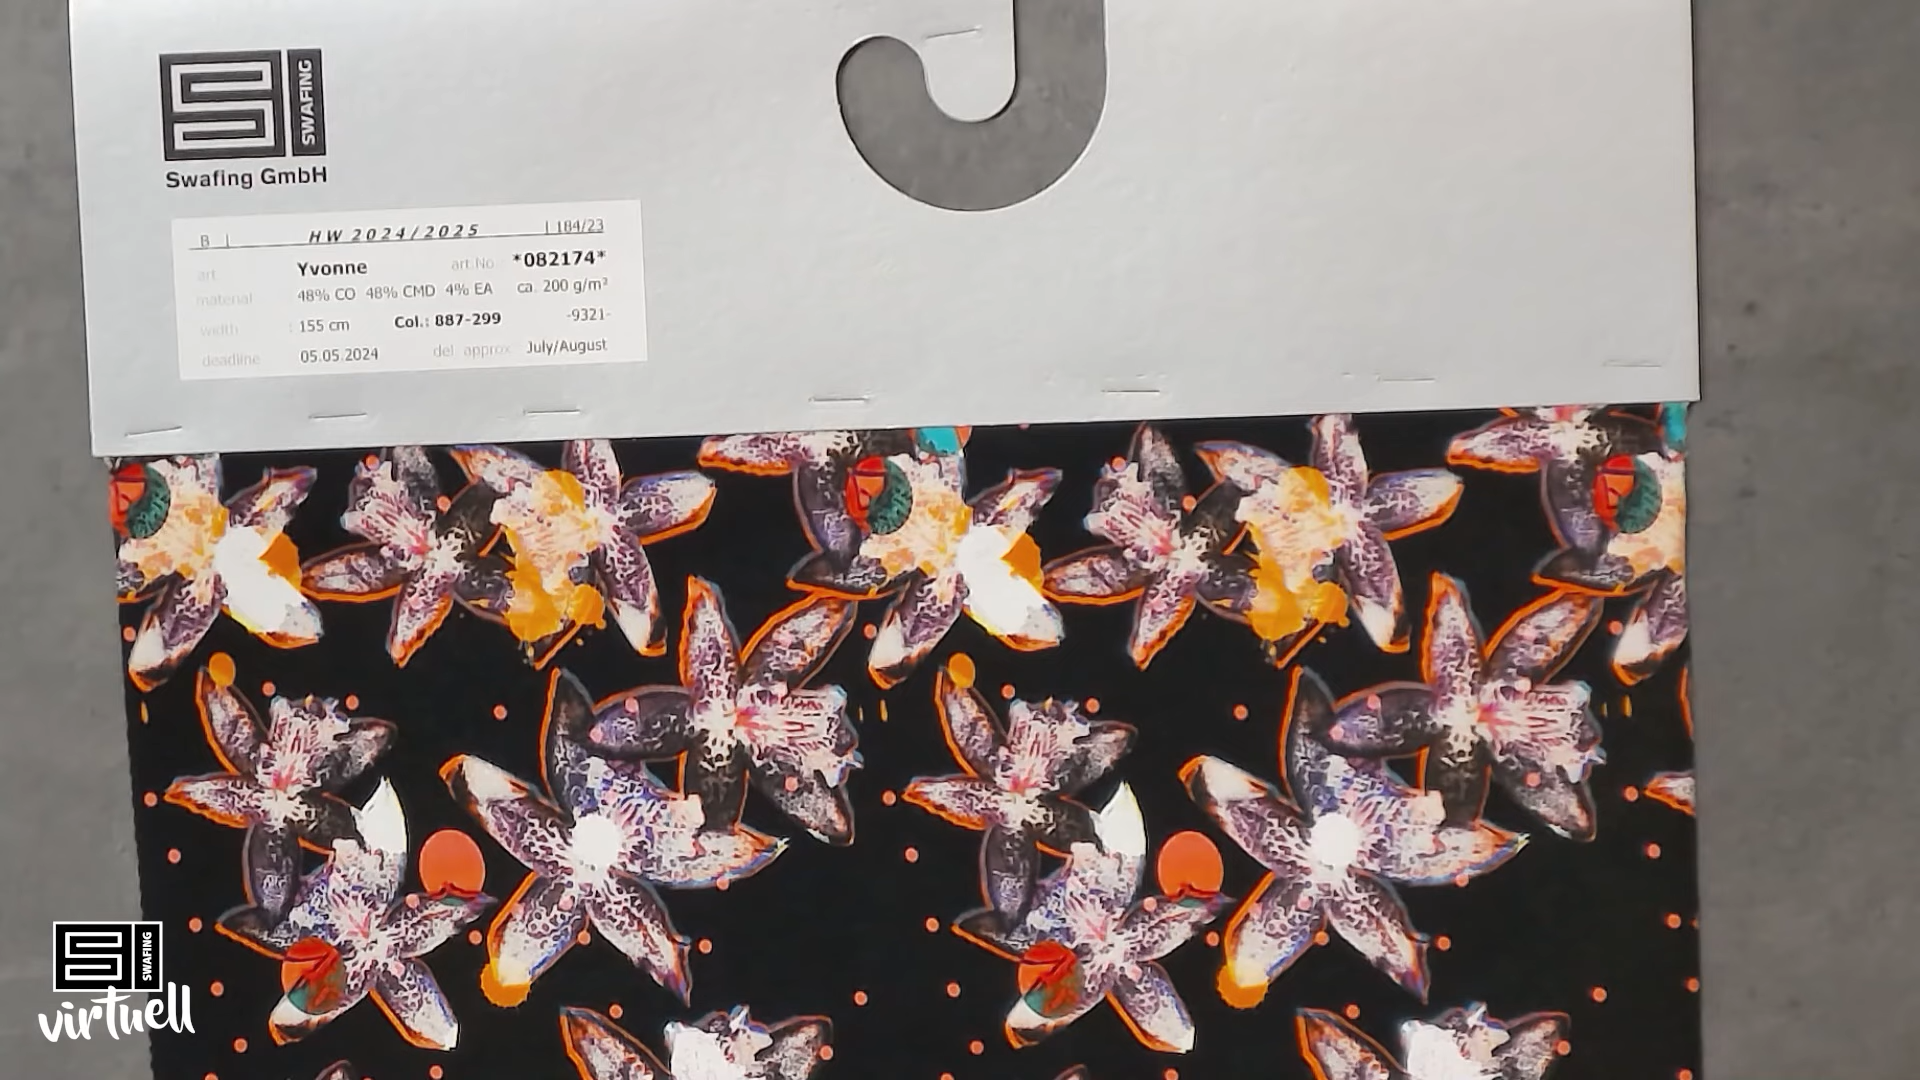 SWAFING
Swafing GmbH
B | HW 2024/2025 | 184/23
art. Yvonne art.No. *082174*
material 48% CO 48% CMD 4% EA ca. 200 g/m²
width : 155 cm Col.: 887-299 -9321-
deadline 05.05.2024 del. approx. July/August
SWAFING
virtuell